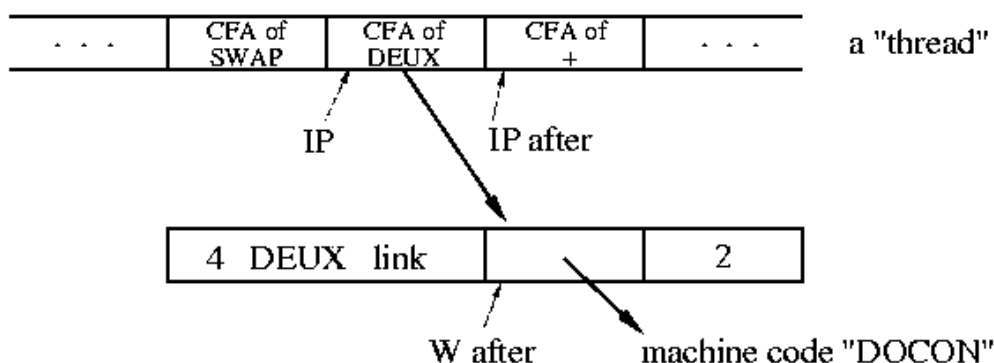 . . .
CFA of
SWAP
CFA of
DEUX
CFA of
+
. . .
a "thread"
IP
IP after
4 DEUX link
2
W after
machine code "DOCON"